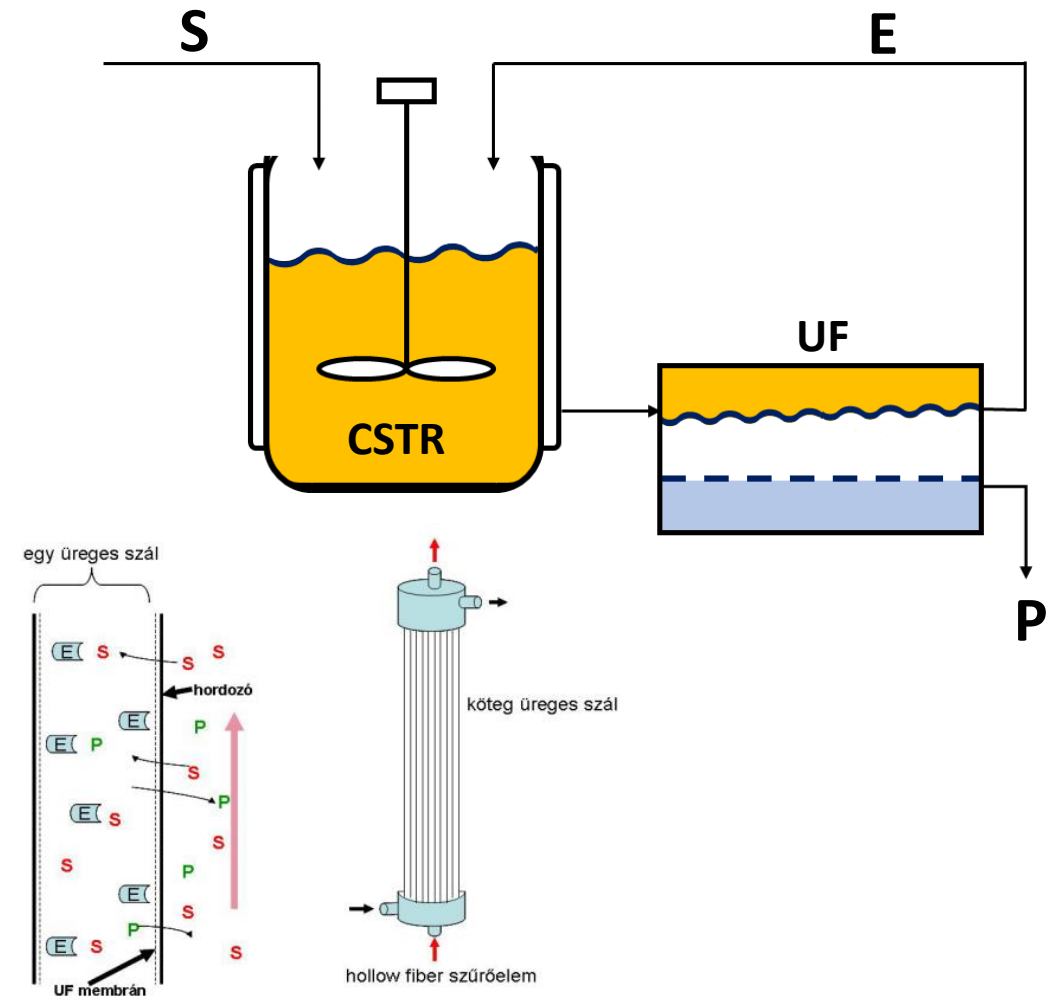 S
E
UF
CSTR
P
egy üreges szál
E
S
S
S
hordozó
E
P
E
P
S
P
E
S
S
S
P
E
S
P
E
S
S
UF membrán
köteg üreges szál
hollow fiber szűrőelem